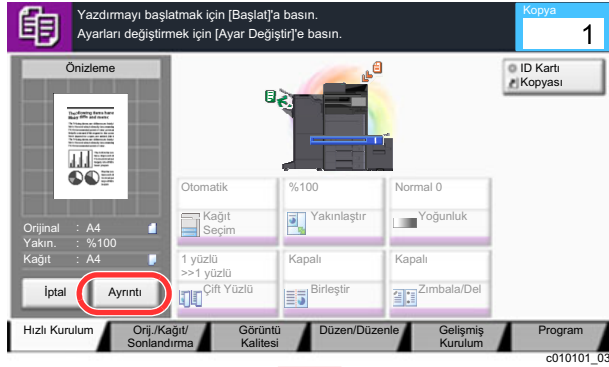 Yazdırmayı başlatmak için [Başlat]'a basın.
Ayarları değiştirmek için [Ayar Değiştir]'e basın.
Kopya
1
Önizleme
ID Kartı
Kopyası
Orijinal : A4
Yakın. : %100
Kağıt : A4
İptal
Ayrıntı
Otomatik
Kağıt
Seçim
%100
Yakınlaştır
Normal 0
Yoğunluk
1 yüzlü
>>1 yüzlü
Çift Yüzlü
Kapalı
Birleştir
Kapalı
Zımbala/Del
Hızlı Kurulum
Orij./Kağıt/
Sonlandırma
Görüntü
Kalitesi
Düzen/Düzenle
Gelişmiş
Kurulum
Program
c010101_03